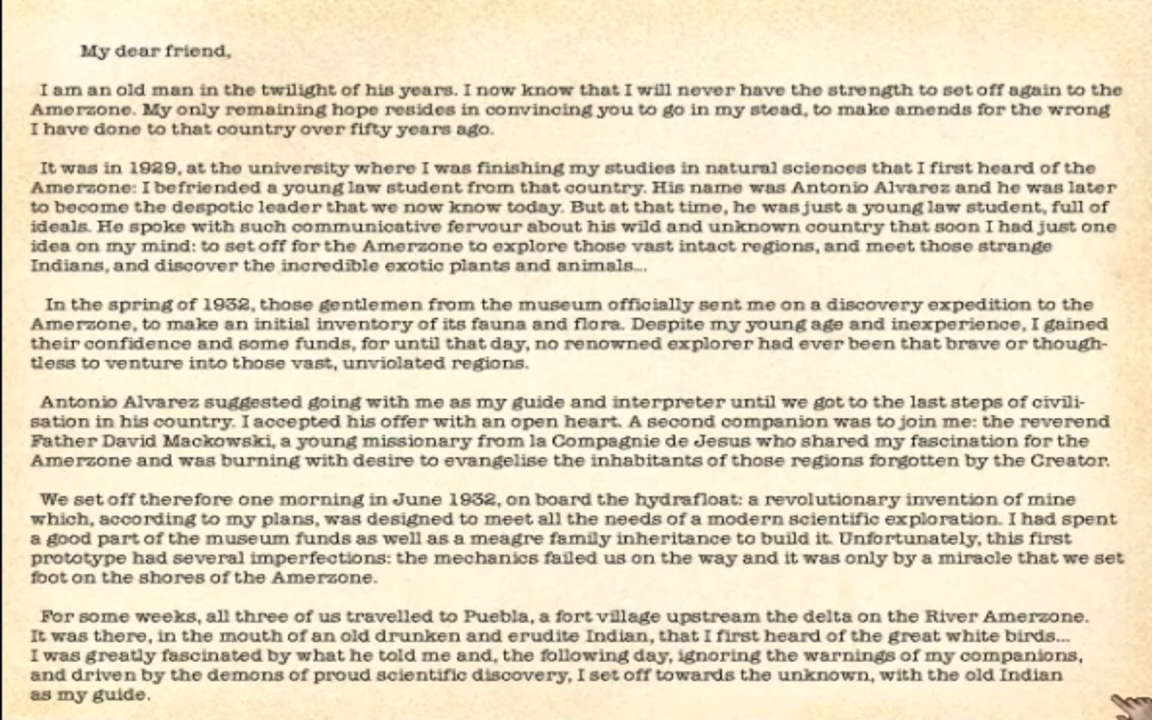 My dear friend,
I am an old man in the twilight of his years. I now know that I will never have the strength to set off again to the
Amerzone. My only remaining hope resides in convincing you to go in my stead, to make amends for the wrong
I have done to that country over fifty years ago.
It was in 1929, at the university where I was finishing my studies in natural sciences that I first heard of the
Amerzone: I befriended a young law student from that country. His name was Antonio Alvarez and he was later
to become the despotic leader that we now know today. But at that time, he was just a young law student, full of
ideals. He spoke with such communicative fervour about his wild and unknown country that soon I had just one
idea on my mind: to set off for the Amerzone to explore those vast intact regions, and meet those strange
Indians, and discover the incredible exotic plants and animals...
In the spring of 1932, those gentlemen from the museum officially sent me on a discovery expedition to the
Amerzone, to make an initial inventory of its fauna and flora. Despite my young age and inexperience, I gained
their confidence and some funds, for until that day, no renowned explorer had ever been that brave or though-
tless to venture into those vast, unviolated regions.
Antonio Alvarez suggested going with me as my guide and interpreter until we got to the last steps of civili-
sation in his country. I accepted his offer with an open heart. A second companion was to join me: the reverend
Father David Mackowski, a young missionary from la Compagnie de Jesus who shared my fascination for the
Amerzone and was burning with desire to evangelise the inhabitants of those regions forgotten by the Creator.
We set off therefore one morning in June 1932, on board the hydrafloat: a revolutionary invention of mine
which, according to my plans, was designed to meet all the needs of a modern scientific exploration. I had spent
a good part of the museum funds as well as a meagre family inheritance to build it. Unfortunately, this first
prototype had several imperfections: the mechanics failed us on the way and it was only by a miracle that we set
foot on the shores of the Amerzone.
For some weeks, all three of us travelled to Puebla, a fort village upstream the delta on the River Amerzone.
It was there, in the mouth of an old drunken and erudite Indian, that I first heard of the great white birds...
I was greatly fascinated by what he told me and, the following day, ignoring the warnings of my companions,
and driven by the demons of proud scientific discovery, I set off towards the unknown, with the old Indian
as my guide.